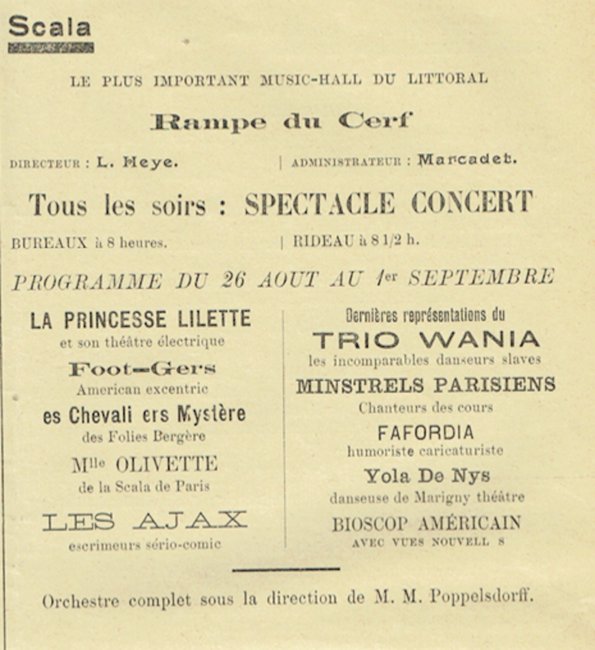 Scala
LE PLUS IMPORTANT MUSIC-HALL DU LITTORAL
Rampe du Cerf
DIRECTEUR : L. Heye. | ADMINISTRATEUR : Marcadet.
Tous les soirs : SPECTACLE CONCERT
BUREAUX à 8 heures. | RIDEAU à 8 1/2 h.
PROGRAMME DU 26 AOUT AU 1er SEPTEMBRE
LA PRINCESSE LILETTE
et son théâtre électrique
Foot-Gers
American excentric
es Chevali ers Mystère
des Folies Bergère
Mlle OLIVETTE
de la Scala de Paris
LES AJAX
escrimeurs sério-comic
Dernières représentations du
TRIO WANIA
les incomparables danseurs slaves
MINSTRELS PARISIENS
Chanteurs des cours
FAFORDIA
humoriste caricaturiste
Yola De Nys
danseuse de Marigny théâtre
BIOSCOP AMÉRICAIN
AVEC VUES NOUVELL S
Orchestre complet sous la direction de M. M. Poppelsdorff.